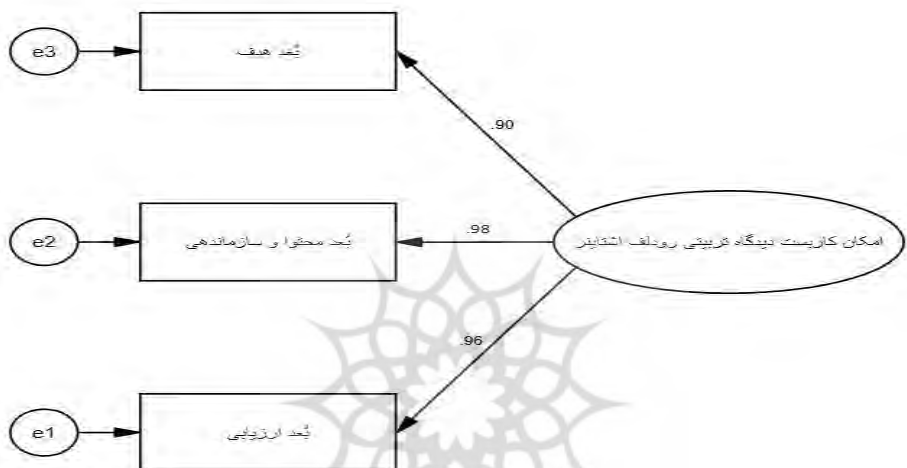 e3
بُعد هدف
.90
e2
بُعد محتوا و سازماندهی
.98
امکان کاربست دیدگاه تربیتی رودلف اشتاینر
.96
e1
بُعد ارزیابی